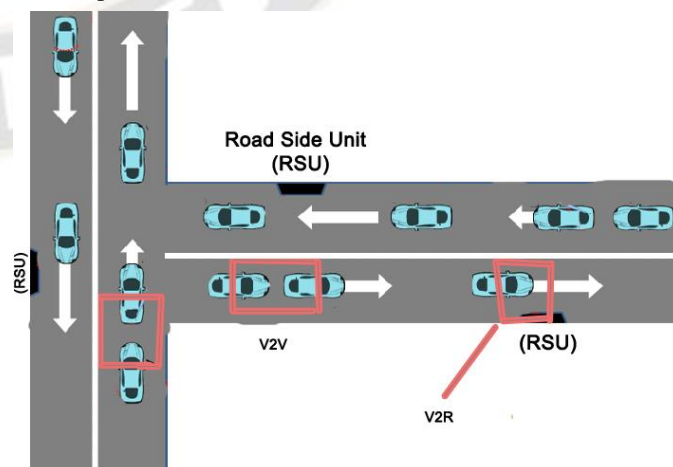 Road Side Unit
(RSU)
(RSU)
V2V
(RSU)
V2R